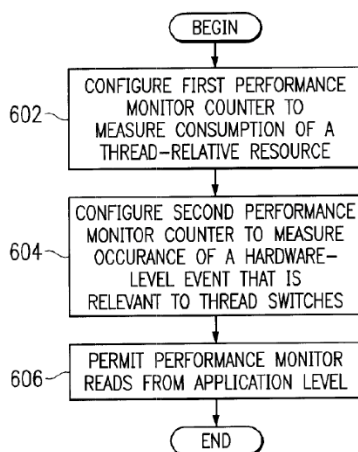 BEGIN
602
CONFIGURE FIRST PERFORMANCE
MONITOR COUNTER TO
MEASURE CONSUMPTION OF A
THREAD-RELATIVE RESOURCE
604
CONFIGURE SECOND PERFORMANCE
MONITOR COUNTER TO MEASURE
OCCURANCE OF A HARDWARE-
LEVEL EVENT THAT IS
RELEVANT TO THREAD SWITCHES
606
PERMIT PERFORMANCE MONITOR
READS FROM APPLICATION LEVEL
END